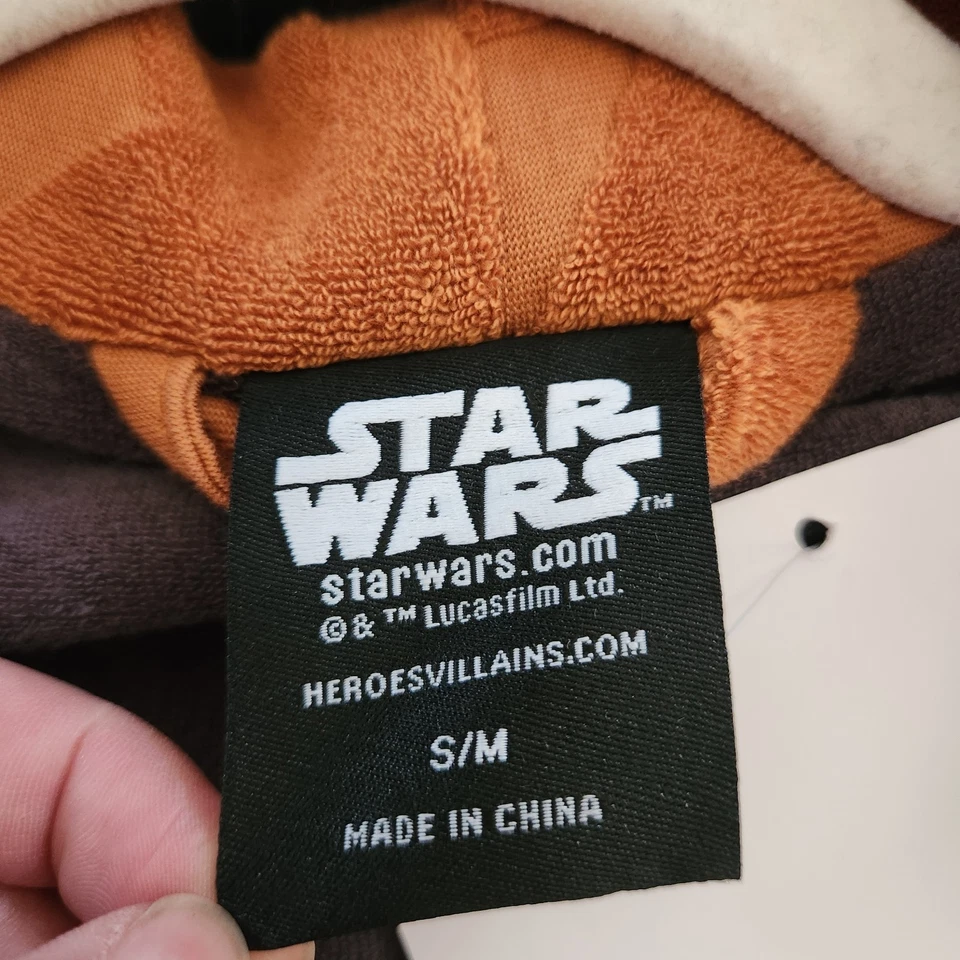 STAR
WARS™
starwars.com
©& ™ Lucasfilm Ltd.
HEROESVILLAINS.COM
S/M
MADE IN CHINA